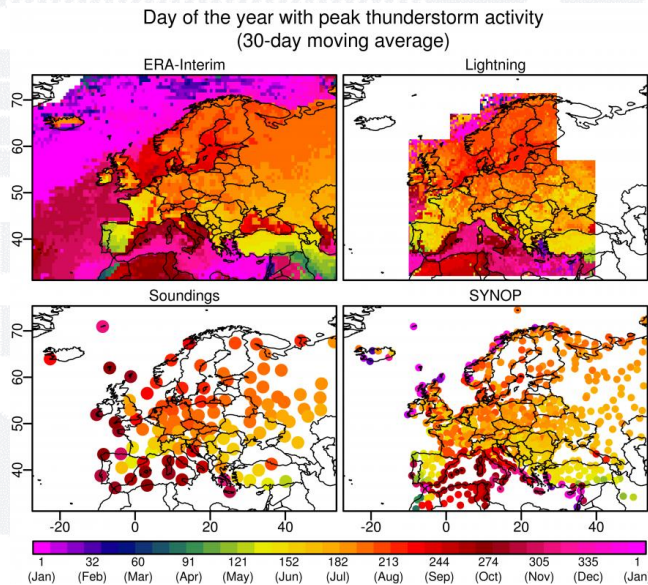 Day of the year with peak thunderstorm activity
(30-day moving average)
ERA-Interim
Lightning
70
60
50
40
Soundings
SYNOP
70
60
50
40
-20 0 20 40 -20 0 20 40
1 32 60 91 121 152 182 213 244 274 305 335 1
(Jan) (Feb) (Mar) (Apr) (May) (Jun) (Jul) (Aug) (Sep) (Oct) (Nov) (Dec) (Jan)